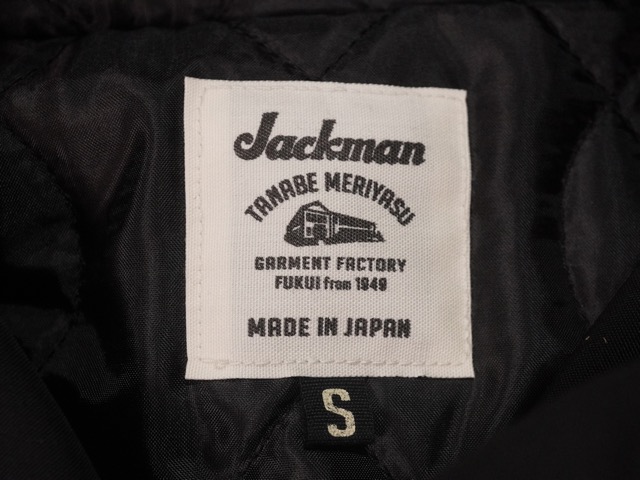 Jackman
TANABE MERIYASU
GARMENT FACTORY
FUKUI from 1949
MADE IN JAPAN
S